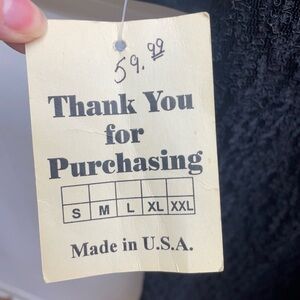 59.99
Thank You
for
Purchasing
S M L XL XXL
Made in U.S.A.